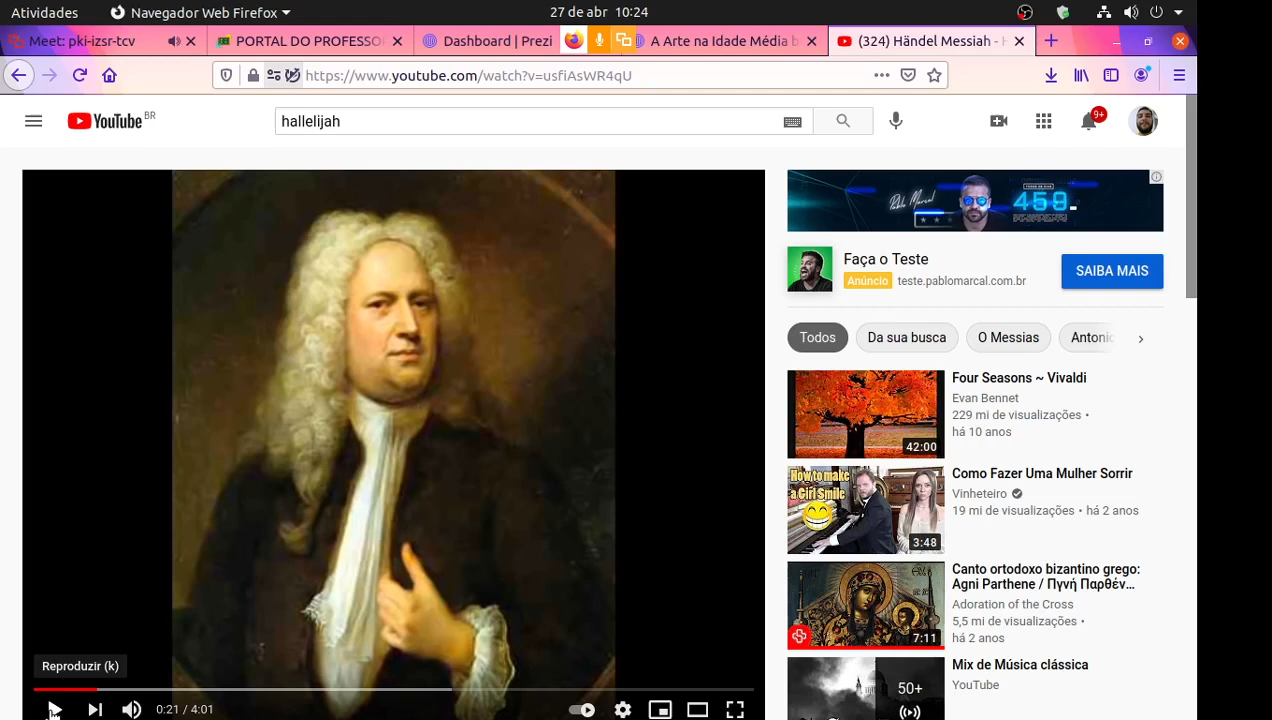 Atividades
Navegador Web Firefox
27 de abr 10:24
Meet: pki-izsr-tcv
PORTAL DO PROFESSO
Dashboard | Prezi
A Arte na Idade Média b
(324) Händel Messiah - H
https://www.youtube.com/watch?v=usfiAsWR4qU
YouTube BR
hallelijah
9+
Pablo Marcal
459
Faça o Teste
Anúncio teste.pablomarcal.com.br
SAIBA MAIS
Todos
Da sua busca
O Messias
Antonic
Four Seasons ~ Vivaldi
Evan Bennet
229 mi de visualizações •
há 10 anos
42:00
How to make
a Girl Smile
3:48
Como Fazer Uma Mulher Sorrir
Vinheteiro
19 mi de visualizações • há 2 anos
Canto ortodoxo bizantino grego:
Agni Parthene / Πγνή Παρθέν...
Adoration of the Cross
5,5 mi de visualizações •
há 2 anos
7:11
Mix de Música clássica
YouTube
50+
Reproduzir (k)
0:21 / 4:01